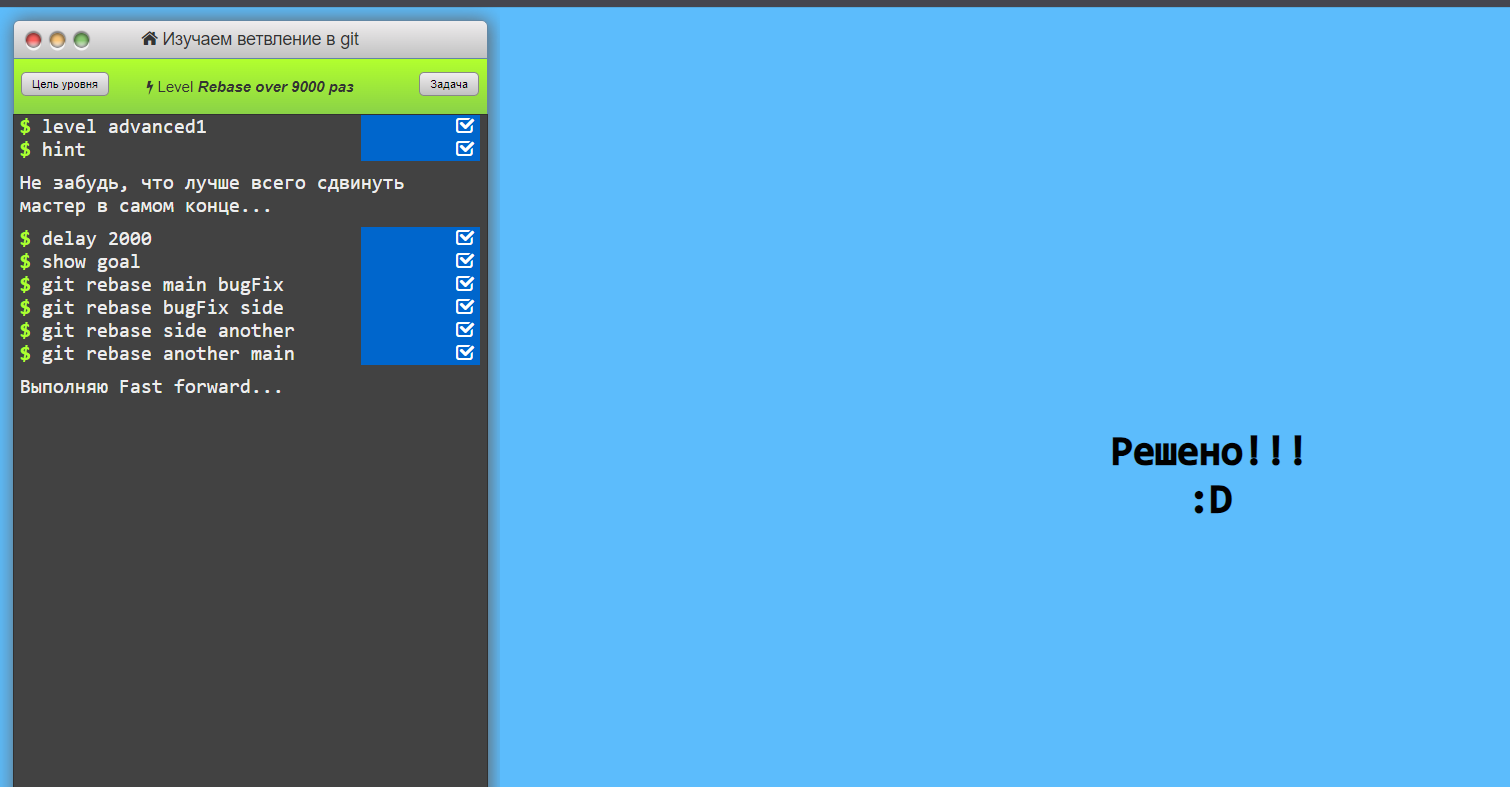 Изучаем ветвление в git
Цель уровня
Level Rebase over 9000 раз
Задача
$ level advanced1
$ hint
Не забудь, что лучше всего сдвинуть
мастер в самом конце...
$ delay 2000
$ show goal
$ git rebase main bugFix
$ git rebase bugFix side
$ git rebase side another
$ git rebase another main
Выполняю Fast forward...
Решено!!!
:D